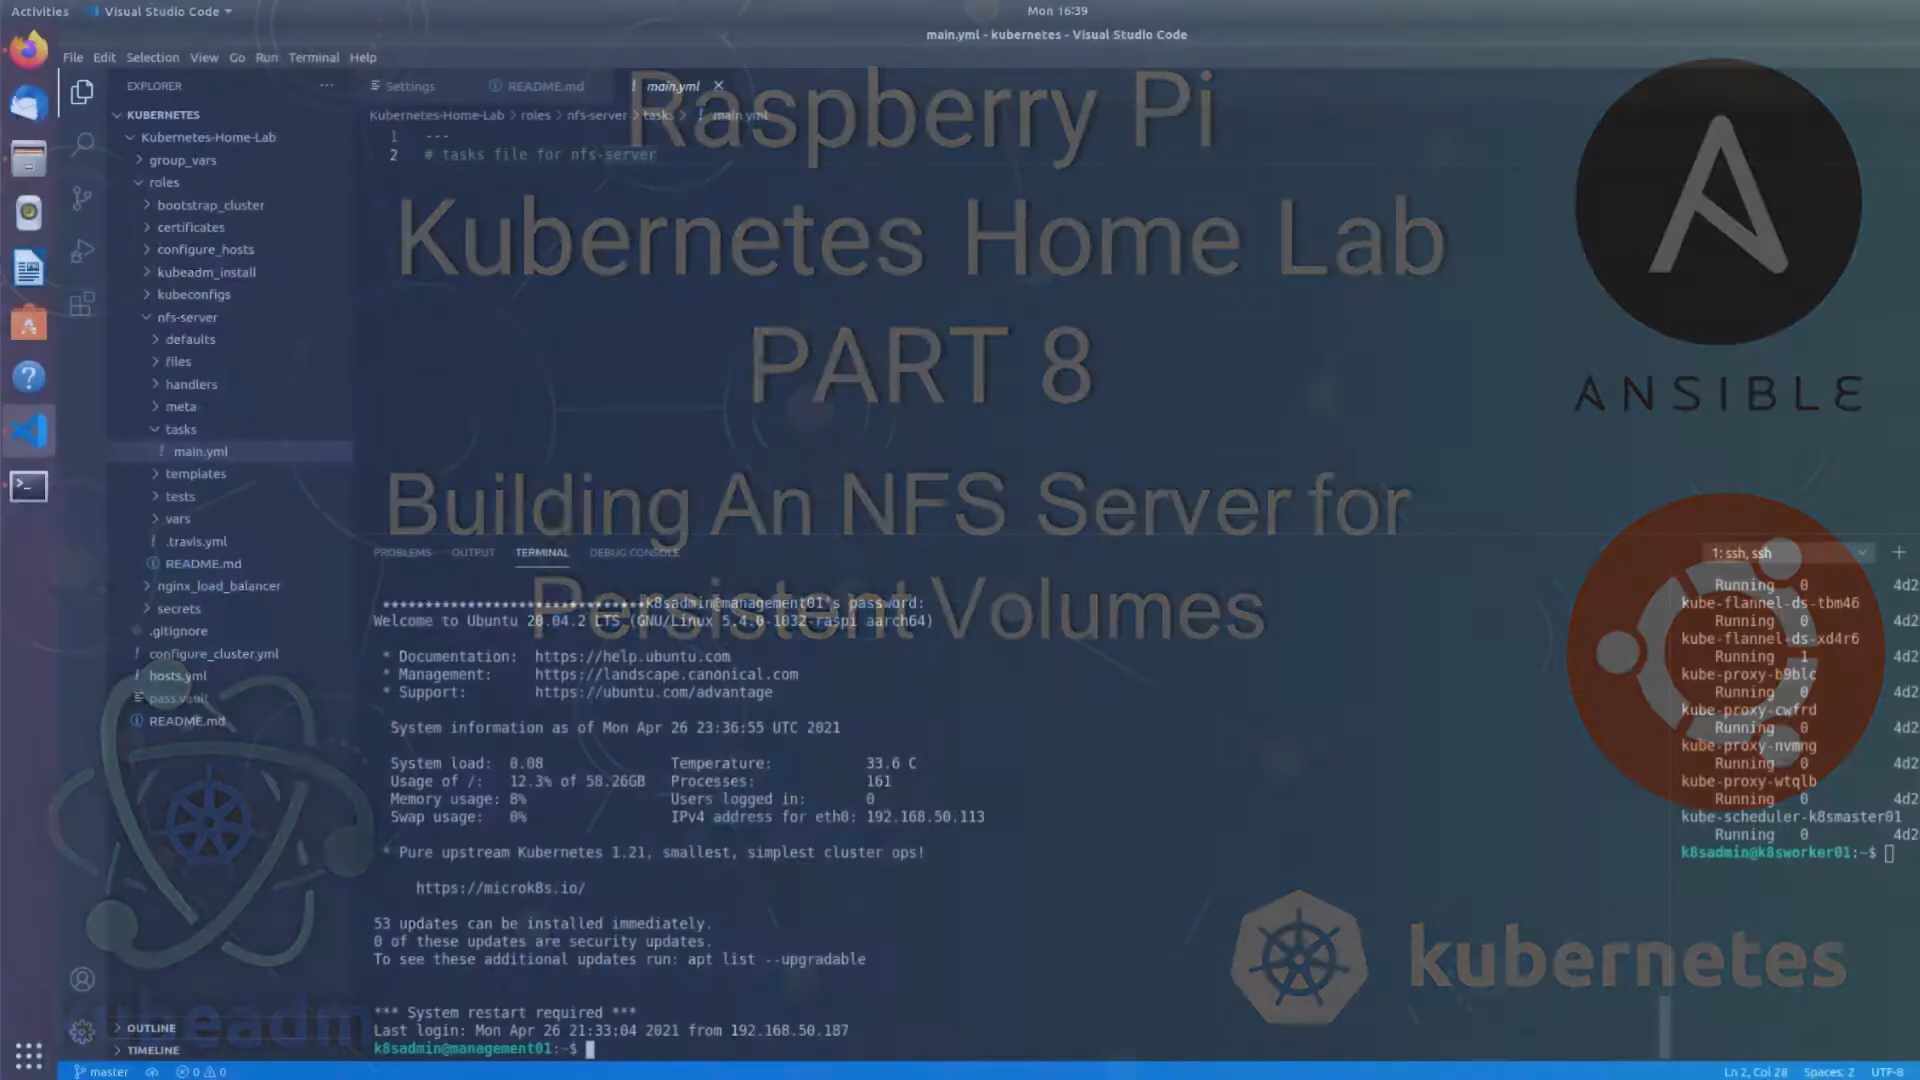 Activities
Visual Studio Code
Mon 16:39
main.yml - kubernetes - Visual Studio Code
File Edit Selection View Go Run Terminal Help
EXPLORER
KUBERNETES
Kubernetes-Home-Lab
group_vars
roles
bootstrap_cluster
certificates
configure_hosts
kubeadm_install
kubeconfigs
nfs-server
defaults
files
handlers
meta
tasks
main.yml
templates
tests
vars
.travis.yml
README.md
nginx_load_balancer
secrets
.gitignore
configure_cluster.yml
hosts.yml
pass.vault
README.md
OUTLINE
TIMELINE
Settings
README.md
main.yml
Kubernetes-Home-Lab > roles > nfs-server > tasks > ! main.yml
1 ---
2 # tasks file for nfs-server
Raspberry Pi
Kubernetes Home Lab
PART 8
Building An NFS Server for
Persistent Volumes
ANSIBLE
PROBLEMS OUTPUT TERMINAL DEBUG CONSOLE
1: ssh, ssh
k8sadmin@management01's password:
Welcome to Ubuntu 20.04.2 LTS (GNU/Linux 5.4.0-1032-raspi aarch64)
* Documentation: https://help.ubuntu.com
* Management: https://landscape.canonical.com
* Support: https://ubuntu.com/advantage
System information as of Mon Apr 26 23:36:55 UTC 2021
System load: 0.08 Temperature: 33.6 C
Usage of /: 12.3% of 58.26GB Processes: 161
Memory usage: 8% Users logged in: 0
Swap usage: 0% IPv4 address for eth0: 192.168.50.113
* Pure upstream Kubernetes 1.21, smallest, simplest cluster ops!
https://microk8s.io/
53 updates can be installed immediately.
0 of these updates are security updates.
To see these additional updates run: apt list --upgradable
*** System restart required ***
Last login: Mon Apr 26 21:33:04 2021 from 192.168.50.187
k8sadmin@management01:~$
Running 0 4d2
kube-flannel-ds-tbm46
Running 0 4d2
kube-flannel-ds-xd4r6
Running 1 4d2
kube-proxy-b9blc
Running 0 4d2
kube-proxy-cwfrd
Running 0 4d2
kube-proxy-nvmng
Running 0 4d2
kube-proxy-wtqlb
Running 0 4d2
kube-scheduler-k8smaster01
Running 0 4d2
k8sadmin@k8sworker01:~$
kubernetes
kubeadm
master
0 0
Ln 2, Col 28 Spaces: 2 UTF-8